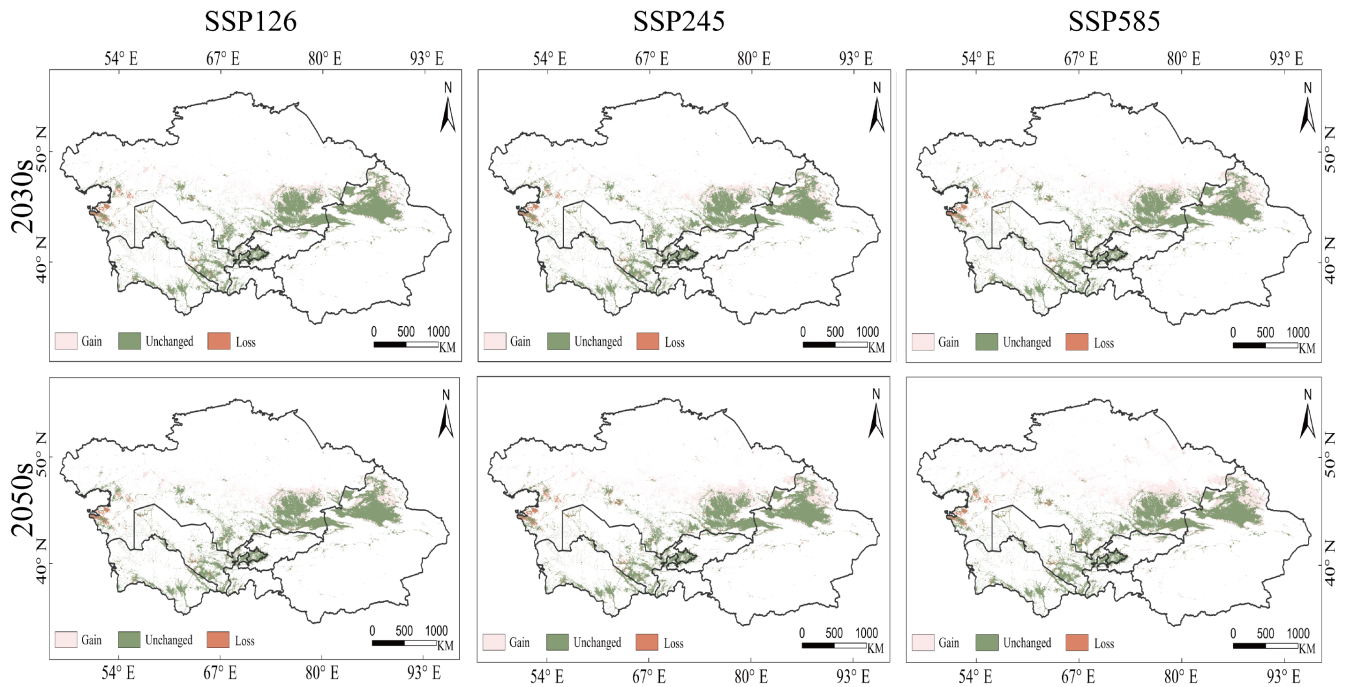 SSP126 SSP245 SSP585
54° E 67° E 80° E 93° E 54° E 67° E 80° E 93° E 54° E 67° E 80° E 93° E
2030s
50° N
40° N
N
Gain Unchanged Loss
0 500 1000
KM
N
Gain Unchanged Loss
0 500 1000
KM
N
Gain Unchanged Loss
0 500 1000
KM
50° N
40° N
2050s
50° N
40° N
N
Gain Unchanged Loss
0 500 1000
KM
N
Gain Unchanged Loss
0 500 1000
KM
N
Gain Unchanged Loss
0 500 1000
KM
50° N
40° N
54° E 67° E 80° E 93° E 54° E 67° E 80° E 93° E 54° E 67° E 80° E 93° E